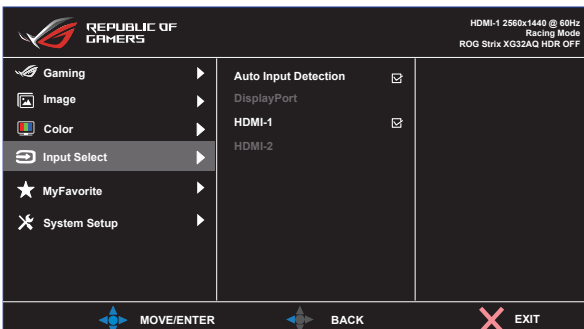 REPUBLIC OF
GAMERS
HDMI-1 2560x1440 @ 60Hz
Racing Mode
ROG Strix XG32AQ HDR OFF
Gaming
Image
Color
Input Select
MyFavorite
System Setup
Auto Input Detection
DisplayPort
HDMI-1
HDMI-2
MOVE/ENTER
BACK
EXIT